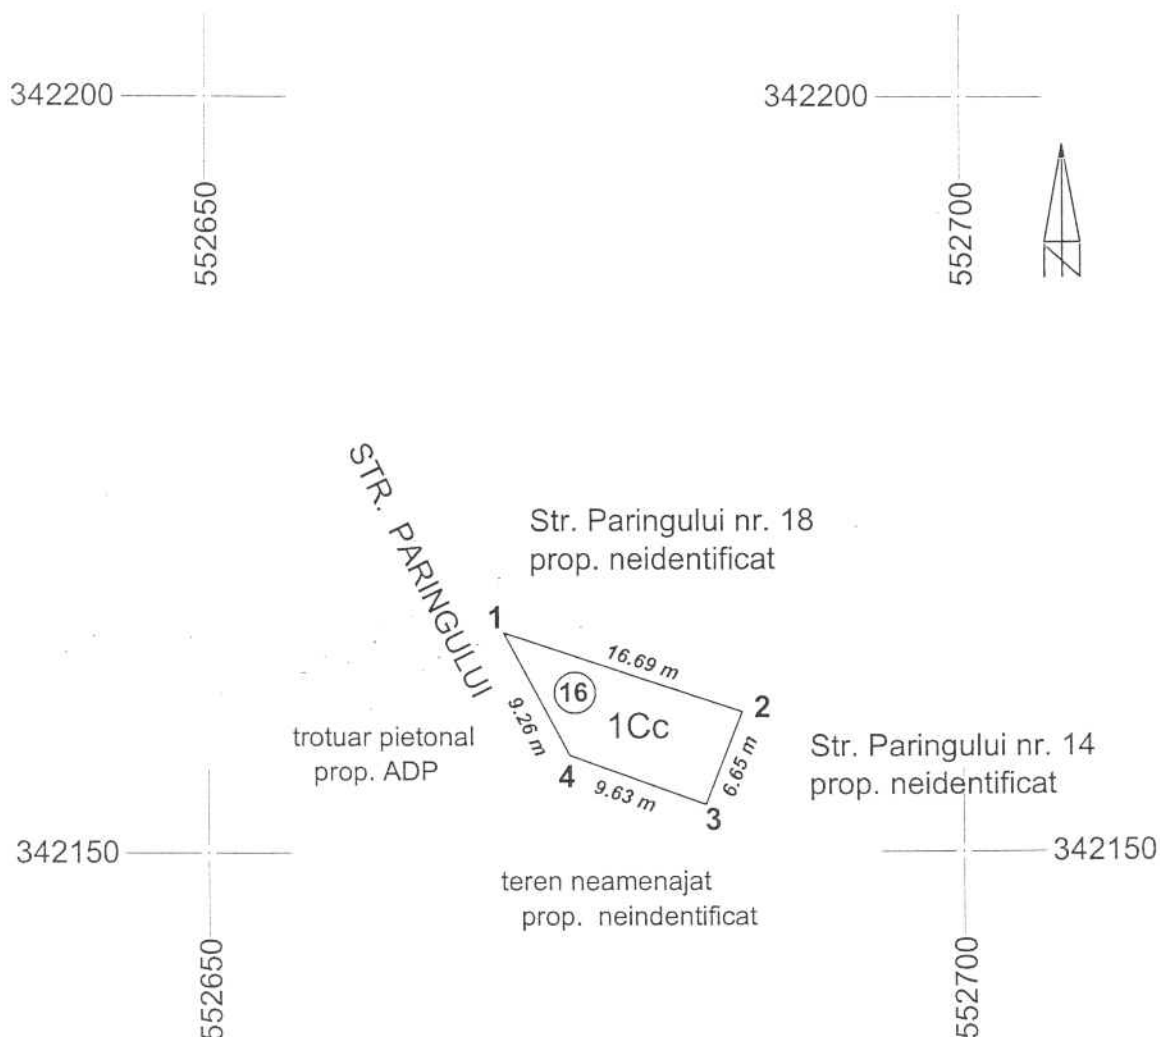 342200
342200
552650
552700
N
STR. PARINGULUI
Str. Paringului nr. 18
prop. neidentificat
1
16.69 m
16
2
1Cc
9.26 m
6.65 m
trotuar pietonal
prop. ADP
Str. Paringului nr. 14
prop. neidentificat
4
9.63 m
3
342150
342150
teren neamenajat
prop. neindentificat
552650
552700